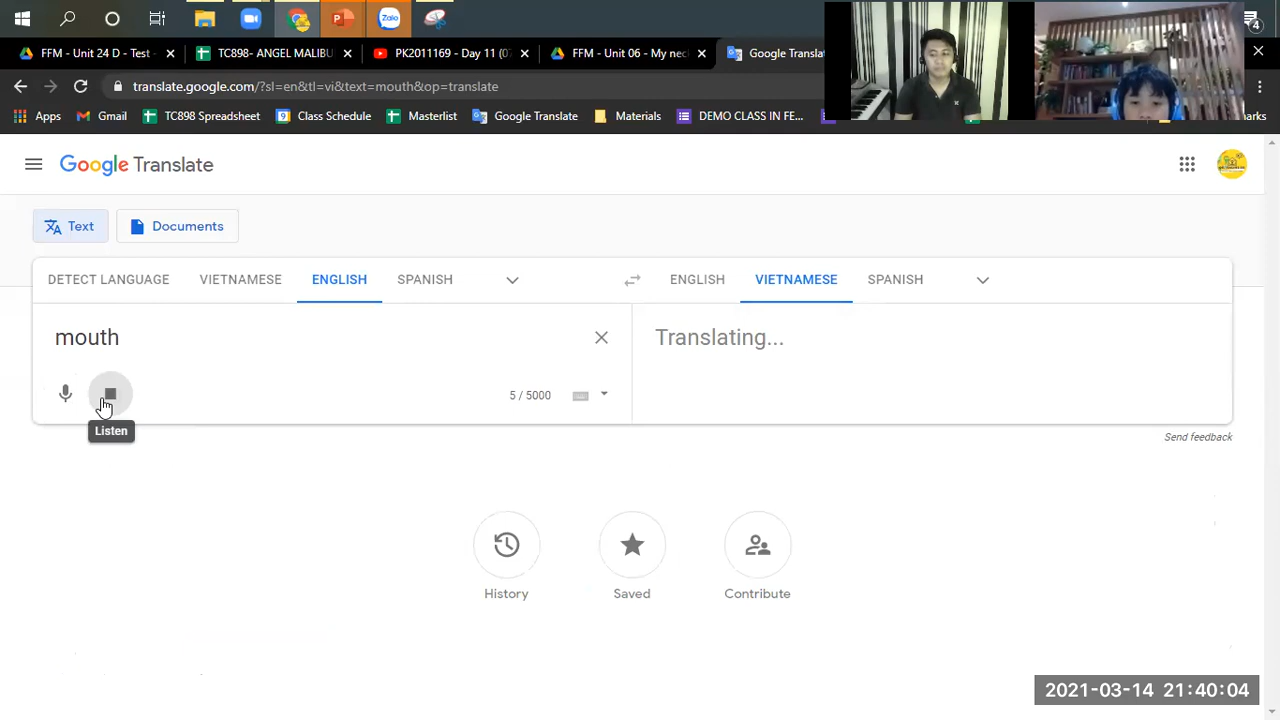 Zalo
4
FFM - Unit 24 D - Test -
TC898- ANGEL MALIBU
PK2011169 - Day 11 (0
FFM - Unit 06 - My nec
Google Transla
translate.google.com/?sl=en&tl=vi&text=mouth&op=translate
Apps
Gmail
TC898 Spreadsheet
Class Schedule
Masterlist
Google Translate
Materials
DEMO CLASS IN FE...
Google Translate
Text
Documents
DETECT LANGUAGE
VIETNAMESE
ENGLISH
SPANISH
ENGLISH
VIETNAMESE
SPANISH
mouth
Translating...
5 / 5000
Listen
Send feedback
History
Saved
Contribute
2021-03-14 21:40:04